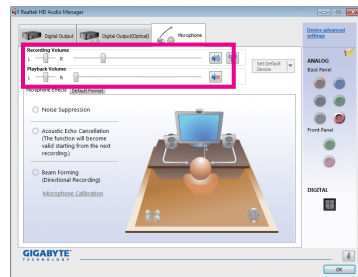 Realtek HD Audio Manager
Digital Output
Digital Output(Optical)
Microphone
Device advanced
settings
Recording Volume
L
R
Set Default
Device
Playback Volume
L
R
ANALOG
Back Panel
Microphone Effects
Default Format
Noise Suppression
Acoustic Echo Cancellation
(The function will become
valid starting from the next
recording.)
Front Panel
Beam Forming
(Directional Recording)
Microphone Calibration
DIGITAL
GIGABYTE
TECHNOLOGY
i
OK